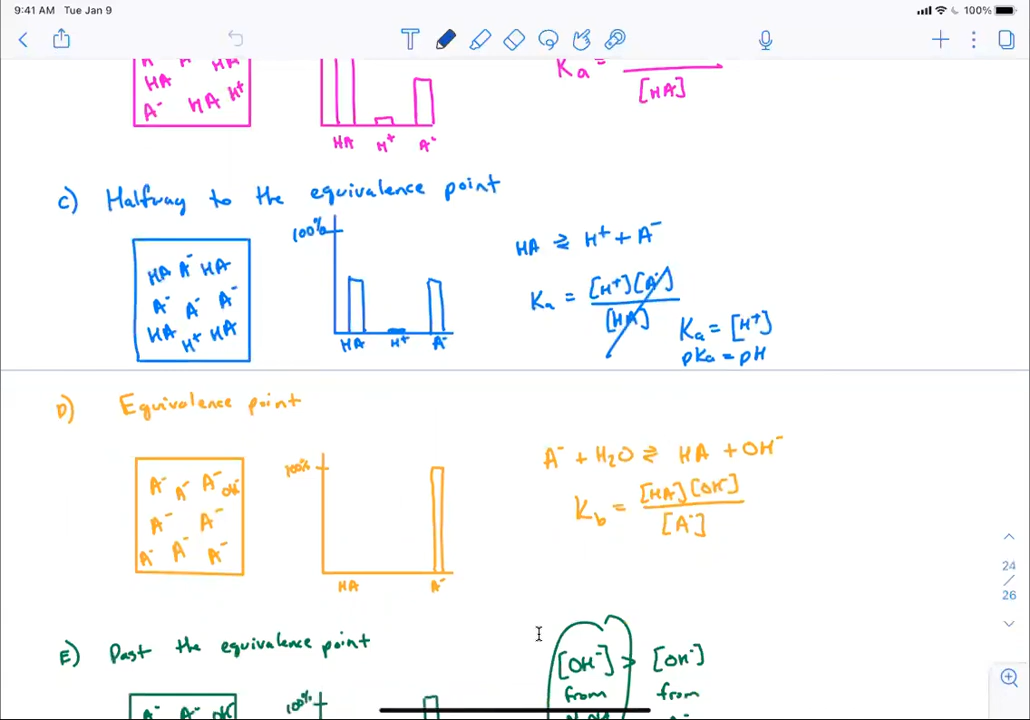 9:41 AM Tue Jan 9
100%
A⁻ HA
HA
A⁻ HA H⁺
HA H⁺ A⁻
Ka =
[HA]
C) Halfway to the equivalence point
HA A⁻ HA
A⁻ A⁻ A⁻
HA H⁺ HA
100%
HA H⁺ A⁻
HA ⇄ H⁺ + A⁻
Ka = [H⁺][A⁻]
[HA]
Ka = [H⁺]
pKa = pH
D) Equivalence point
A⁻ A⁻ A⁻ OH⁻
A⁻ A⁻
A⁻ A⁻ A⁻
100%
HA A⁻
A⁻ + H₂O ⇄ HA + OH⁻
Kb = [HA][OH⁻]
[A⁻]
24
/
26
E) Past the equivalence point
A⁻ A⁻ OH⁻
100%
[OH⁻] > [OH⁻]
from from